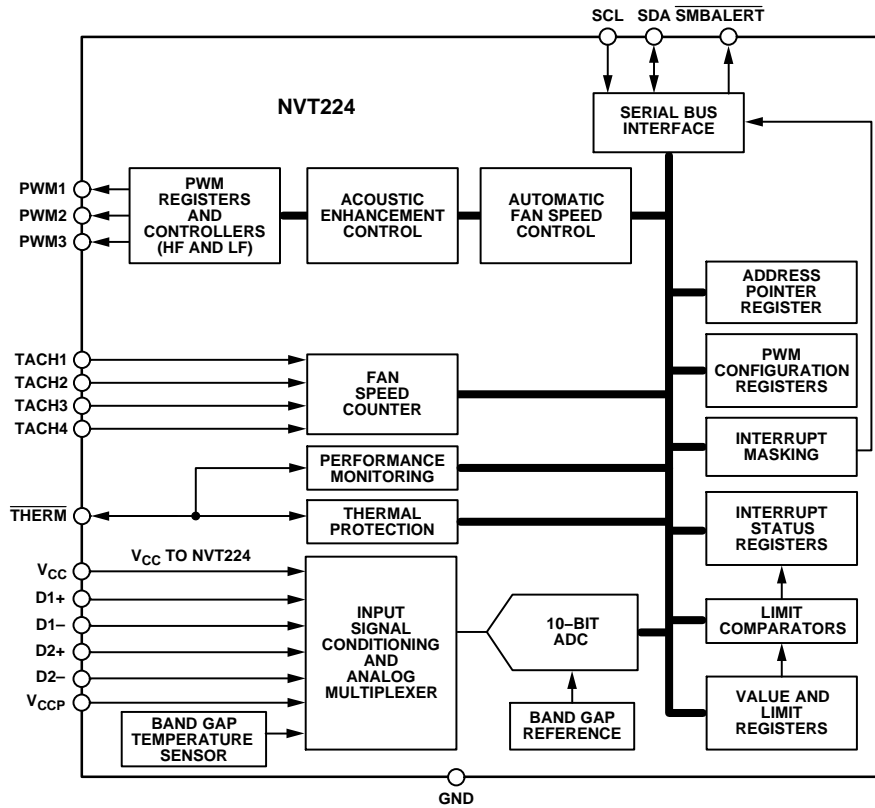 SCL SDA SMBALERT
NVT224
SERIAL BUS
INTERFACE
PWM1
PWM2
PWM3
PWM
REGISTERS
AND
CONTROLLERS
(HF AND LF)
ACOUSTIC
ENHANCEMENT
CONTROL
AUTOMATIC
FAN SPEED
CONTROL
ADDRESS
POINTER
REGISTER
TACH1
TACH2
TACH3
TACH4
FAN
SPEED
COUNTER
PWM
CONFIGURATION
REGISTERS
PERFORMANCE
MONITORING
INTERRUPT
MASKING
THERM
THERMAL
PROTECTION
INTERRUPT
STATUS
REGISTERS
VCC
D1+
D1–
D2+
D2–
VCCP
VCC TO NVT224
INPUT
SIGNAL
CONDITIONING
AND
ANALOG
MULTIPLEXER
10–BIT
ADC
LIMIT
COMPARATORS
BAND GAP
TEMPERATURE
SENSOR
BAND GAP
REFERENCE
VALUE AND
LIMIT
REGISTERS
GND